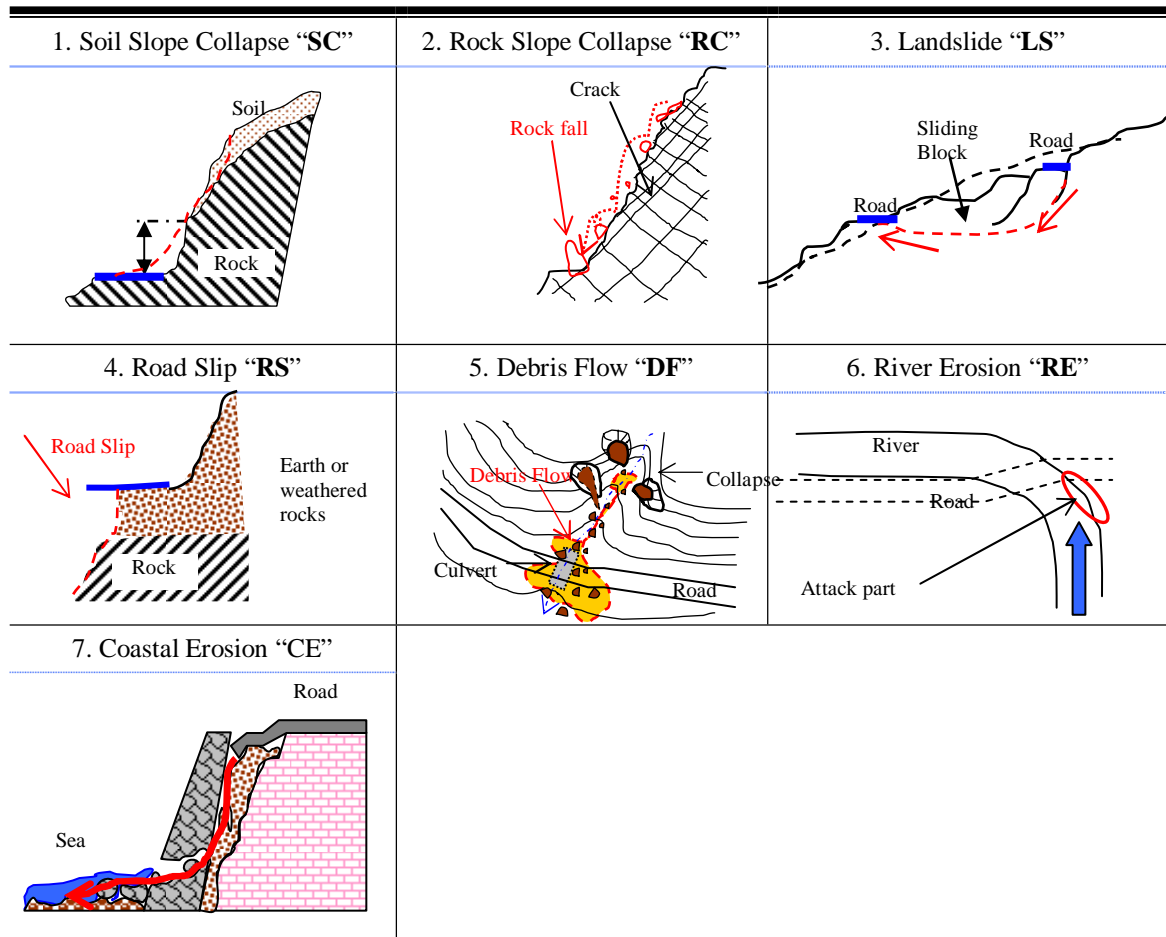 1. Soil Slope Collapse “SC”
Soil
Rock
2. Rock Slope Collapse “RC”
Crack
Rock fall
3. Landslide “LS”
Sliding
Block
Road
Road
4. Road Slip “RS”
Road Slip
Earth or
weathered
rocks
Rock
5. Debris Flow “DF”
Debris Flow
Collapse
Culvert
Road
6. River Erosion “RE”
River
Road
Attack part
7. Coastal Erosion “CE”
Road
Sea